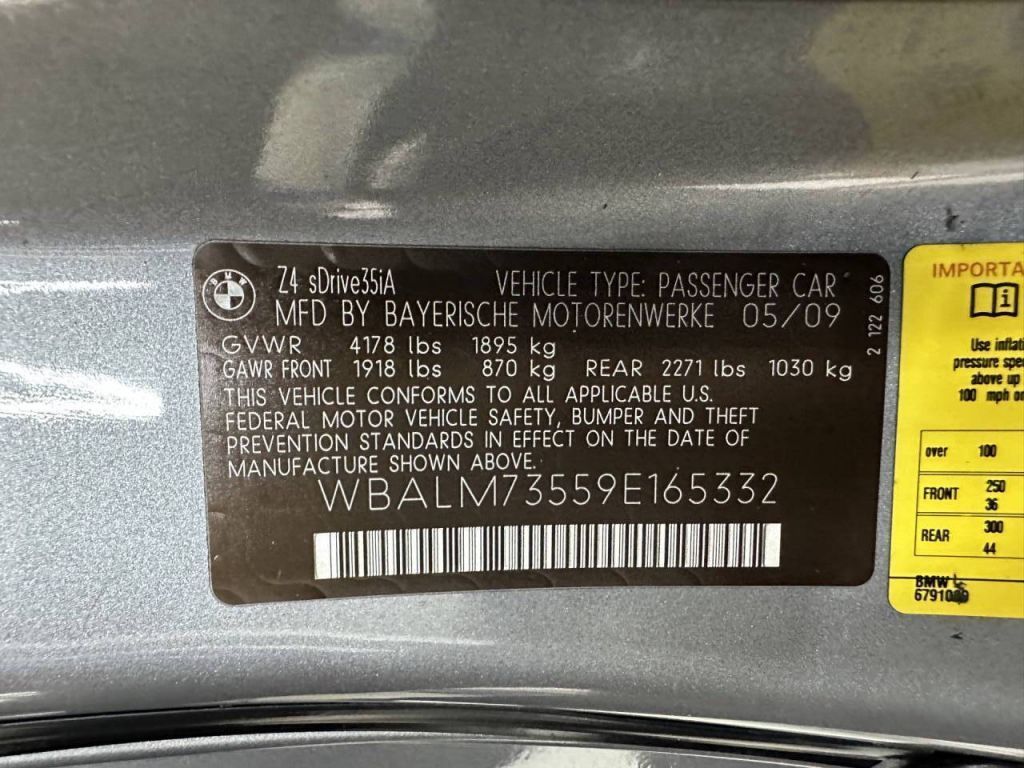 BMW
Z4 sDrive35iA VEHICLE TYPE: PASSENGER CAR
MFD BY BAYERISCHE MOTORENWERKE 05/09
GVWR 4178 lbs 1895 kg
GAWR FRONT 1918 lbs 870 kg REAR 2271 lbs 1030 kg
THIS VEHICLE CONFORMS TO ALL APPLICABLE U.S.
FEDERAL MOTOR VEHICLE SAFETY, BUMPER AND THEFT
PREVENTION STANDARDS IN EFFECT ON THE DATE OF
MANUFACTURE SHOWN ABOVE.
WBALM73559E165332
2 122 606
IMPORTA
Use inflati
pressure spe
above up
100 mph or
over 100
FRONT 250
36
REAR 300
44
BMW